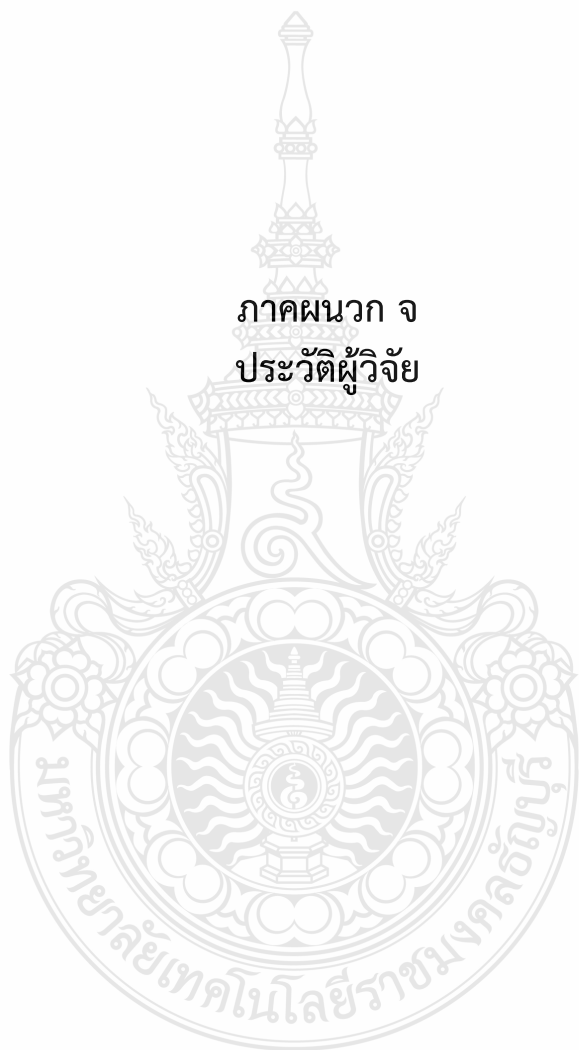 ภาคผนวก จ
ประวัติผู้วิจัย
มหาวิทยาลัยเทคโนโลยีราชมงคลธัญบุรี